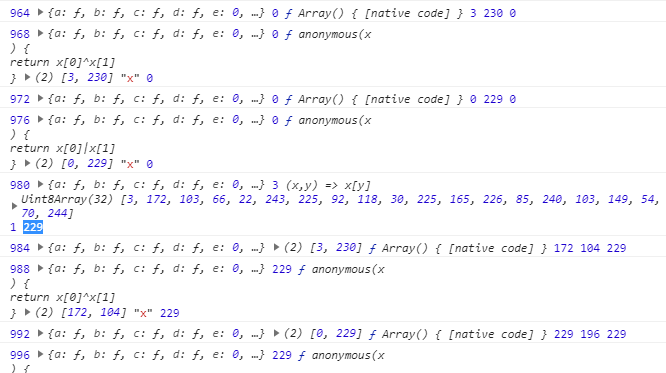 964 ▶{a: ƒ, b: ƒ, c: ƒ, d: ƒ, e: 0, …} 0 ƒ Array() { [native code] } 3 230 0
968 ▶{a: ƒ, b: ƒ, c: ƒ, d: ƒ, e: 0, …} 0 ƒ anonymous(x
) {
return x[0]^x[1]
} ▶(2) [3, 230] "x" 0
972 ▶{a: ƒ, b: ƒ, c: ƒ, d: ƒ, e: 0, …} 0 ƒ Array() { [native code] } 0 229 0
976 ▶{a: ƒ, b: ƒ, c: ƒ, d: ƒ, e: 0, …} 0 ƒ anonymous(x
) {
return x[0]|x[1]
} ▶(2) [0, 229] "x" 0
980 ▶{a: ƒ, b: ƒ, c: ƒ, d: ƒ, e: 0, …} 3 (x,y) => x[y]
▶Uint8Array(32) [3, 172, 103, 66, 22, 243, 225, 92, 118, 30, 225, 165, 226, 85, 240, 103, 149, 54,
70, 244]
1 229
984 ▶{a: ƒ, b: ƒ, c: ƒ, d: ƒ, e: 0, …} ▶(2) [3, 230] ƒ Array() { [native code] } 172 104 229
988 ▶{a: ƒ, b: ƒ, c: ƒ, d: ƒ, e: 0, …} 229 ƒ anonymous(x
) {
return x[0]^x[1]
} ▶(2) [172, 104] "x" 229
992 ▶{a: ƒ, b: ƒ, c: ƒ, d: ƒ, e: 0, …} ▶(2) [0, 229] ƒ Array() { [native code] } 229 196 229
996 ▶{a: ƒ, b: ƒ, c: ƒ, d: ƒ, e: 0, …} 229 ƒ anonymous(x
) {